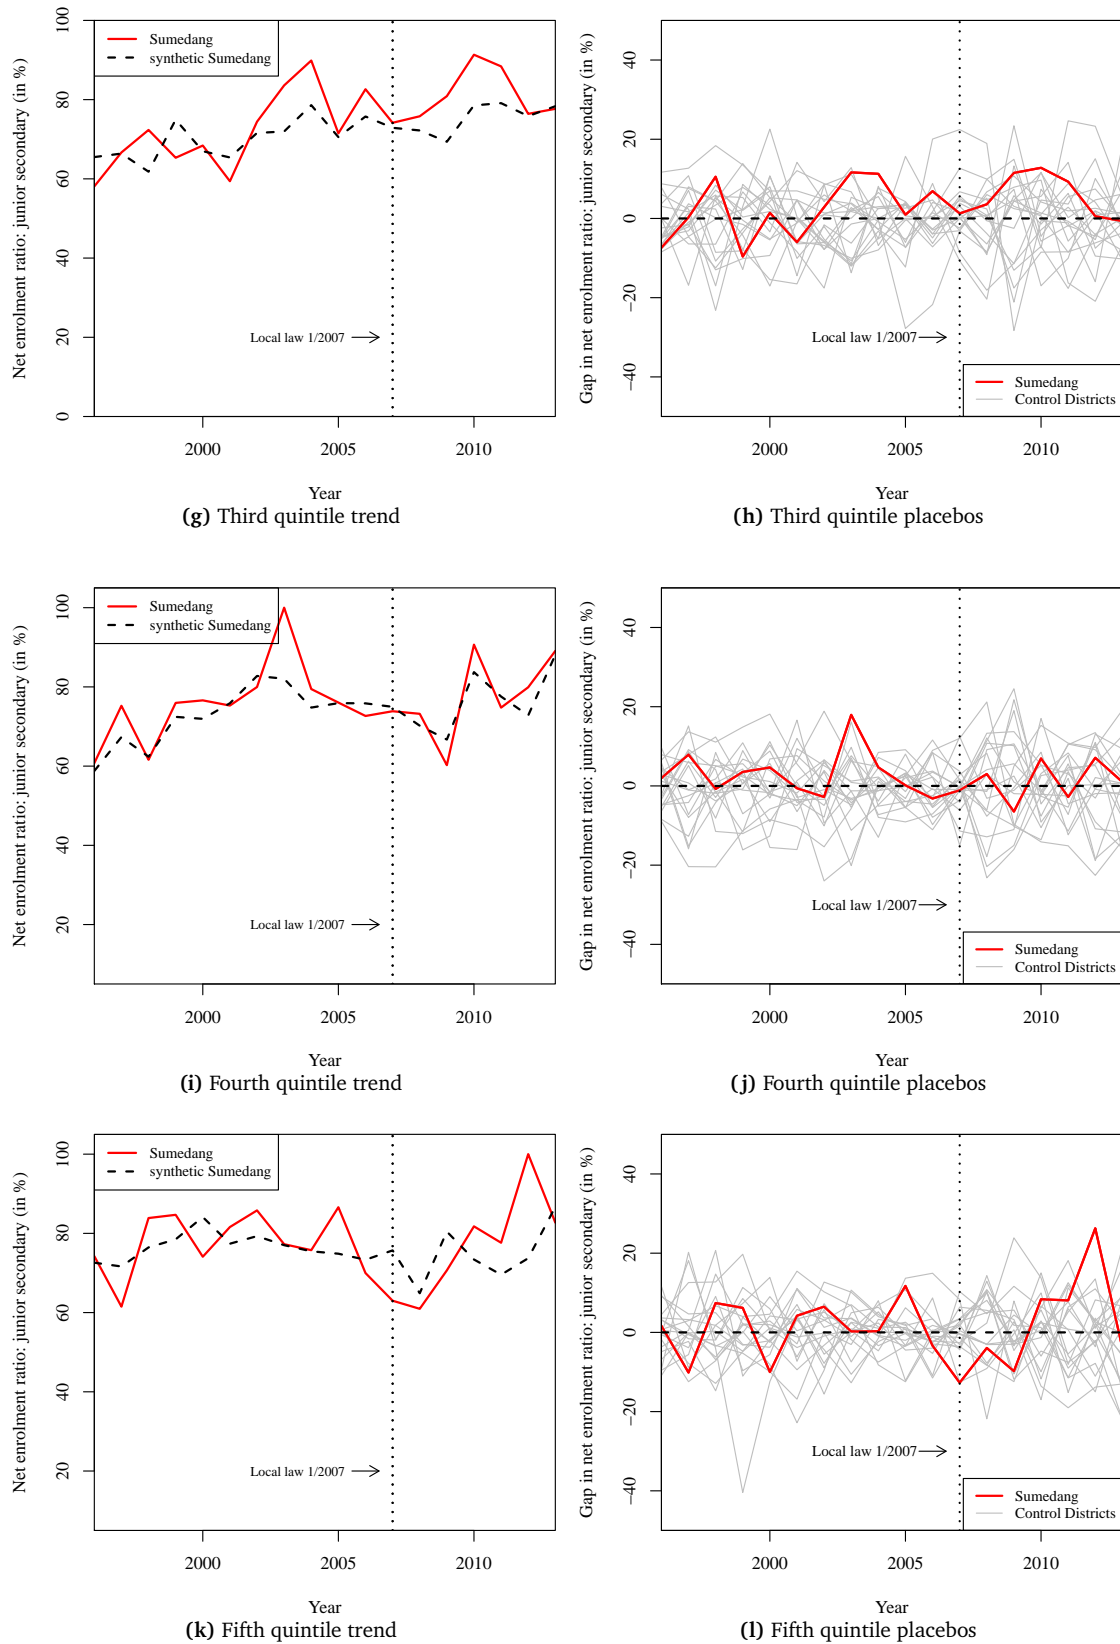 Net enrolment ratio: junior secondary (in %)
0 20 40 60 80 100
Sumedang
synthetic Sumedang
Local law 1/2007
2000 2005 2010
Year
(g) Third quintile trend
Gap in net enrolment ratio: junior secondary (in %)
−40 −20 0 20 40
Local law 1/2007
Sumedang
Control Districts
2000 2005 2010
Year
(h) Third quintile placebos
Net enrolment ratio: junior secondary (in %)
20 40 60 80 100
Sumedang
synthetic Sumedang
Local law 1/2007
2000 2005 2010
Year
(i) Fourth quintile trend
Gap in net enrolment ratio: junior secondary (in %)
−40 −20 0 20 40
Local law 1/2007
Sumedang
Control Districts
2000 2005 2010
Year
(j) Fourth quintile placebos
Net enrolment ratio: junior secondary (in %)
20 40 60 80 100
Sumedang
synthetic Sumedang
Local law 1/2007
2000 2005 2010
Year
(k) Fifth quintile trend
Gap in net enrolment ratio: junior secondary (in %)
−40 −20 0 20 40
Local law 1/2007
Sumedang
Control Districts
2000 2005 2010
Year
(l) Fifth quintile placebos